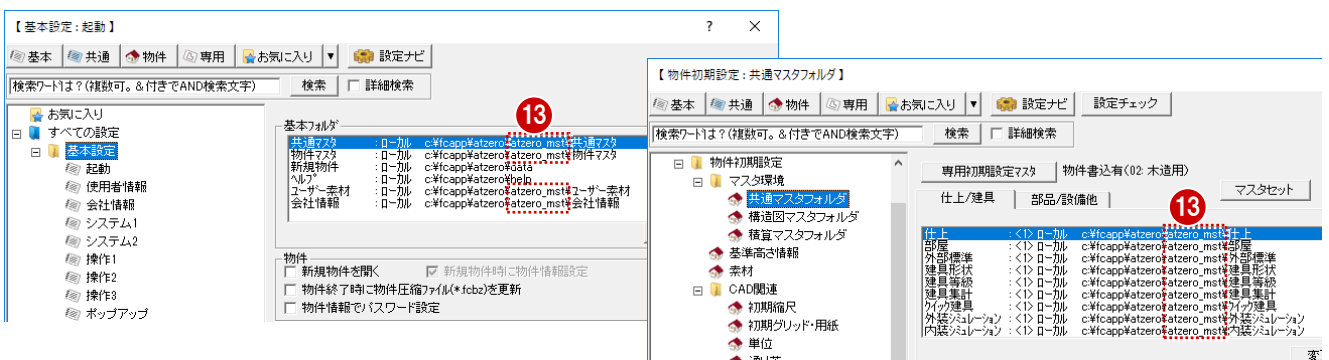 【 基本設定 : 起動 】
? ×
基本 共通 物件 専用 お気に入り ▼ 設定ナビ
検索ワードは？(複数可。&付きでAND検索文字) 検索 詳細検索
お気に入り
すべての設定
基本設定
起動
使用者情報
会社情報
システム1
システム2
操作1
操作2
操作3
ポップアップ
13
基本フォルダ
共通マスタ : ローカル c:¥fcapp¥atzero¥atzero_mst¥共通マスタ
物件マスタ : ローカル c:¥fcapp¥atzero¥atzero_mst¥物件マスタ
新規物件 : ローカル c:¥fcapp¥atzero¥data
ヘルプ : ローカル c:¥fcapp¥atzero¥help
ユーザー素材 : ローカル c:¥fcapp¥atzero¥atzero_mst¥ユーザー素材
会社情報 : ローカル c:¥fcapp¥atzero¥atzero_mst¥会社情報
物件
新規物件を開く 新規物件時に物件情報設定
物件終了時に物件圧縮ファイル(*.fcbz)を更新
物件情報でパスワード設定
【 物件初期設定 : 共通マスタフォルダ 】
基本 共通 物件 専用 お気に入り ▼ 設定ナビ 設定チェック
検索ワードは？(複数可。&付きでAND検索文字) 検索 詳細検索
物件初期設定
マスタ環境
共通マスタフォルダ
構造図マスタフォルダ
積算マスタフォルダ
基準高さ情報
素材
CAD関連
初期縮尺
初期グリッド・用紙
単位
専用初期設定マスタ 物件書込有(02: 木造用)
仕上/建具 部品/設備他 マスタセット
13
仕上 : <1> ローカル c:¥fcapp¥atzero¥atzero_mst¥仕上
部屋 : <1> ローカル c:¥fcapp¥atzero¥atzero_mst¥部屋
外部標準 : <1> ローカル c:¥fcapp¥atzero¥atzero_mst¥外部標準
建具形状 : <1> ローカル c:¥fcapp¥atzero¥atzero_mst¥建具形状
建具等級 : <1> ローカル c:¥fcapp¥atzero¥atzero_mst¥建具等級
建具集計 : <1> ローカル c:¥fcapp¥atzero¥atzero_mst¥建具集計
クイック建具 : <1> ローカル c:¥fcapp¥atzero¥atzero_mst¥クイック建具
外装シミュレーション : <1> ローカル c:¥fcapp¥atzero¥atzero_mst¥外装シミュレーション
内装シミュレーション : <1> ローカル c:¥fcapp¥atzero¥atzero_mst¥内装シミュレーション